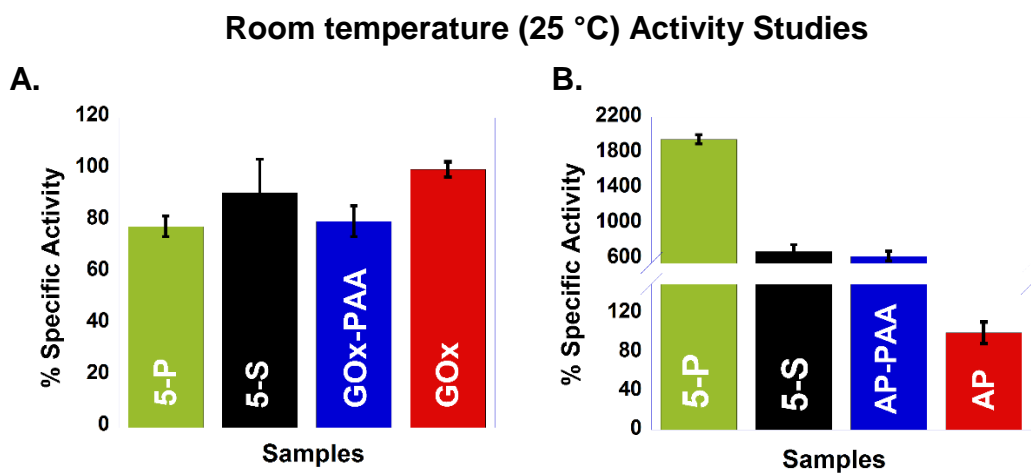 Room temperature (25 °C) Activity Studies
A.
% Specific Activity
120
100
80
60
40
20
0
5-P
5-S
GOx-PAA
GOx
Samples
B.
% Specific Activity
2200
1800
1400
1000
600
120
80
40
0
5-P
5-S
AP-PAA
AP
Samples